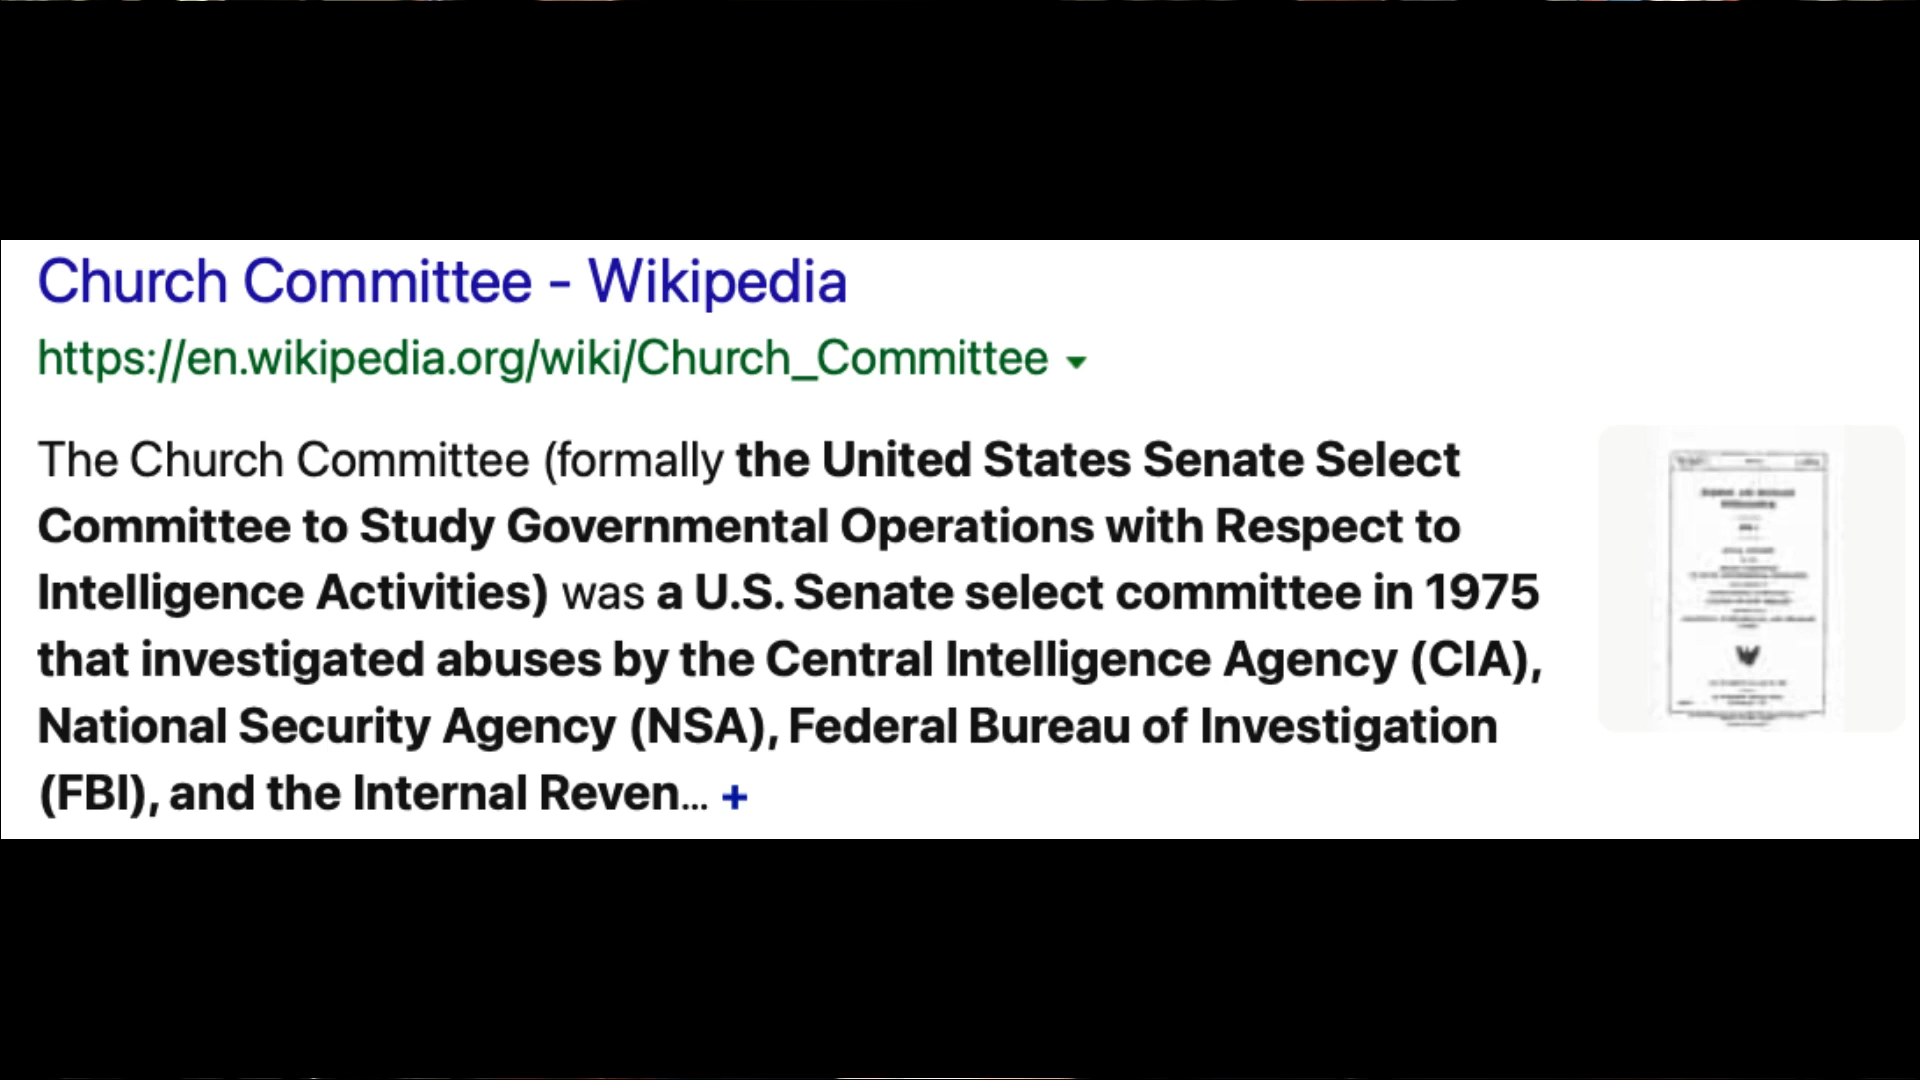 Church Committee - Wikipedia
https://en.wikipedia.org/wiki/Church_Committee
The Church Committee (formally the United States Senate Select
Committee to Study Governmental Operations with Respect to
Intelligence Activities) was a U.S. Senate select committee in 1975
that investigated abuses by the Central Intelligence Agency (CIA),
National Security Agency (NSA), Federal Bureau of Investigation
(FBI), and the Internal Reven... +